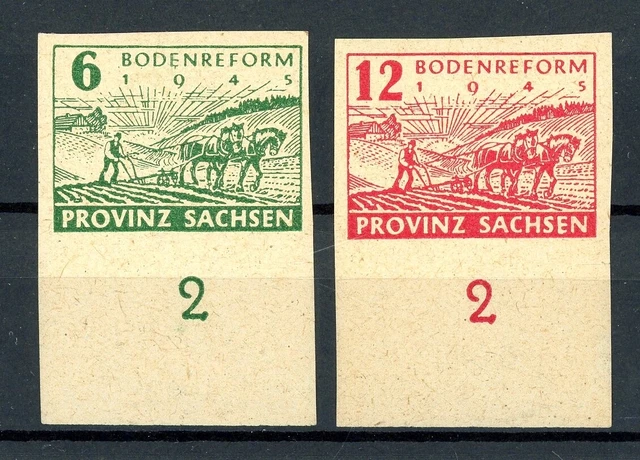 6 BODENREFORM
1 9 4 5
PROVINZ SACHSEN
2
12 BODENREFORM
1 9 4 5
PROVINZ SACHSEN
2